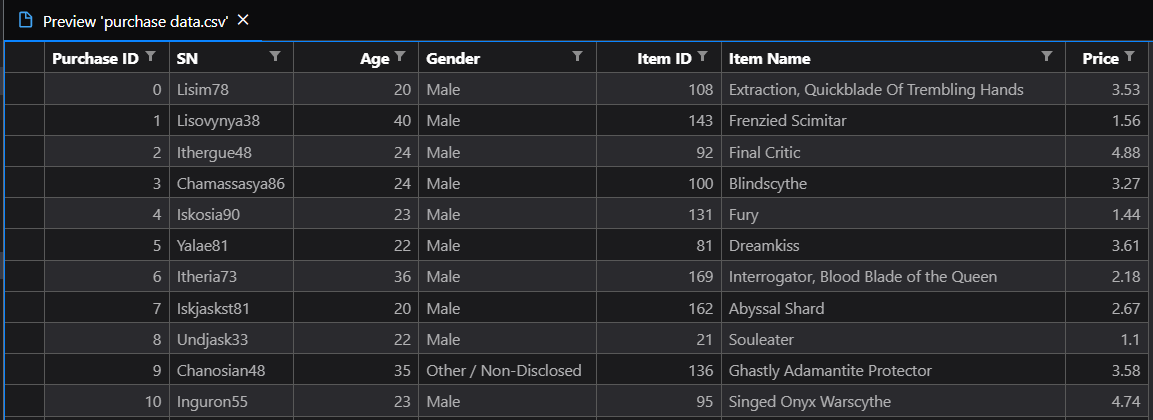 Preview 'purchase data.csv' ×
Purchase ID SN Age Gender Item ID Item Name Price
0 Lisim78 20 Male 108 Extraction, Quickblade Of Trembling Hands 3.53
1 Lisovynya38 40 Male 143 Frenzied Scimitar 1.56
2 Ithergue48 24 Male 92 Final Critic 4.88
3 Chamassasya86 24 Male 100 Blindscythe 3.27
4 Iskosia90 23 Male 131 Fury 1.44
5 Yalae81 22 Male 81 Dreamkiss 3.61
6 Itheria73 36 Male 169 Interrogator, Blood Blade of the Queen 2.18
7 Iskjaskst81 20 Male 162 Abyssal Shard 2.67
8 Undjask33 22 Male 21 Souleater 1.1
9 Chanosian48 35 Other / Non-Disclosed 136 Ghastly Adamantite Protector 3.58
10 Inguron55 23 Male 95 Singed Onyx Warscythe 4.74